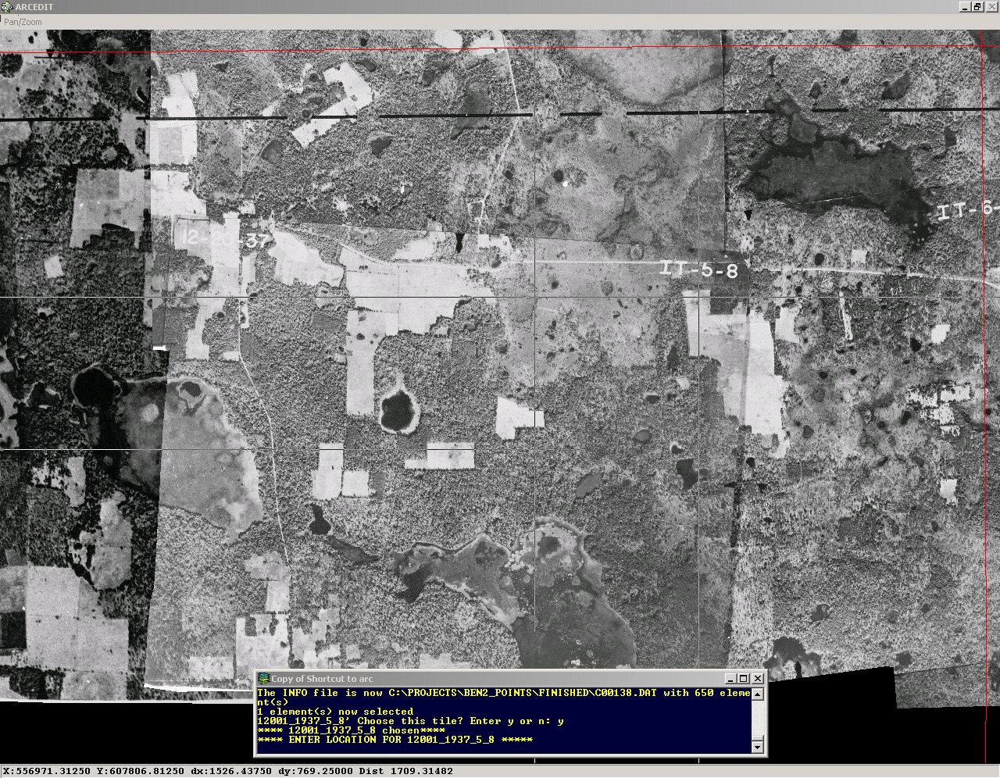 ARCEDIT
Pan/Zoom
IT-6-
12-20-37
IT-5-8
Copy of Shortcut to arc
The INFO file is now C:\PROJECTS\BEN2_POINTS\FINISHED\C00138.DAT with 650 eleme
nt(s)
1 element(s) now selected
12001_1937_5_8' Choose this tile? Enter y or n: y
**** 12001_1937_5_8 chosen****
**** ENTER LOCATION FOR 12001_1937_5_8 *****
X:556971.31250 Y:607806.81250 dx:1526.43750 dy:769.25000 Dist 1709.31482